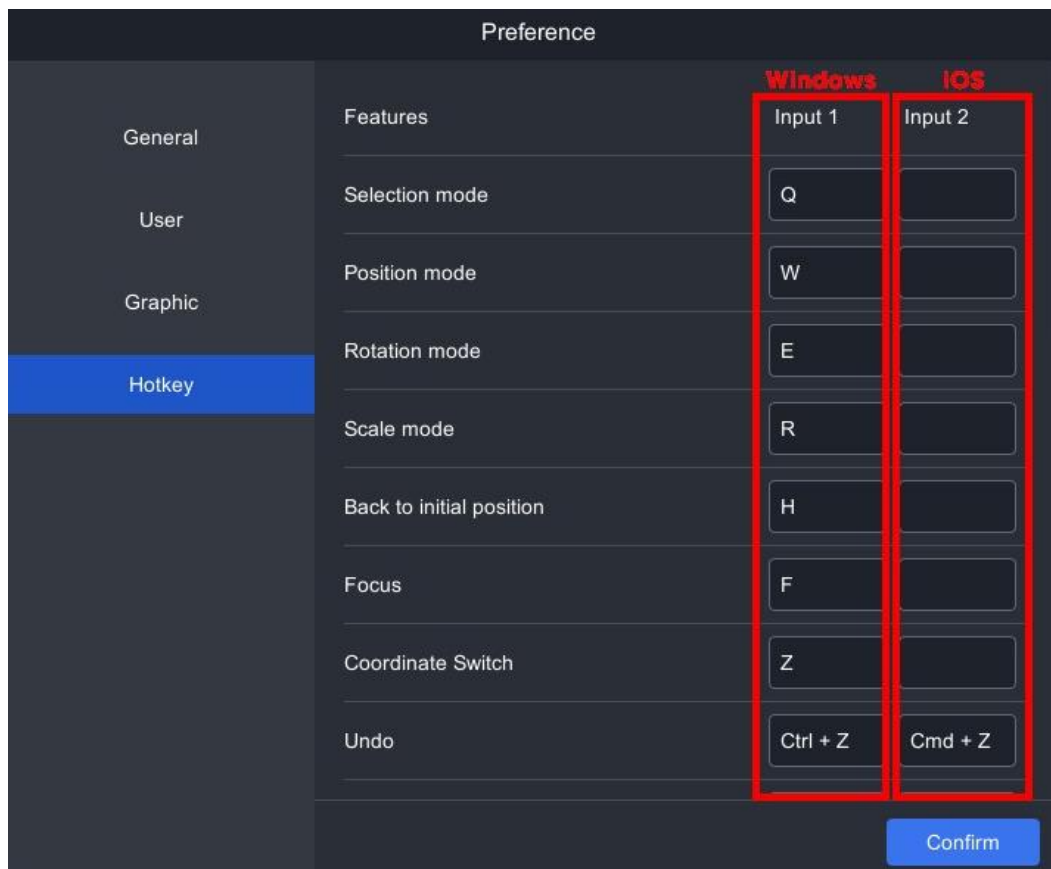 Preference
Windows iOS
General
User
Graphic
Hotkey
Features Input 1 Input 2
Selection mode Q
Position mode W
Rotation mode E
Scale mode R
Back to initial position H
Focus F
Coordinate Switch Z
Undo Ctrl + Z Cmd + Z
Confirm